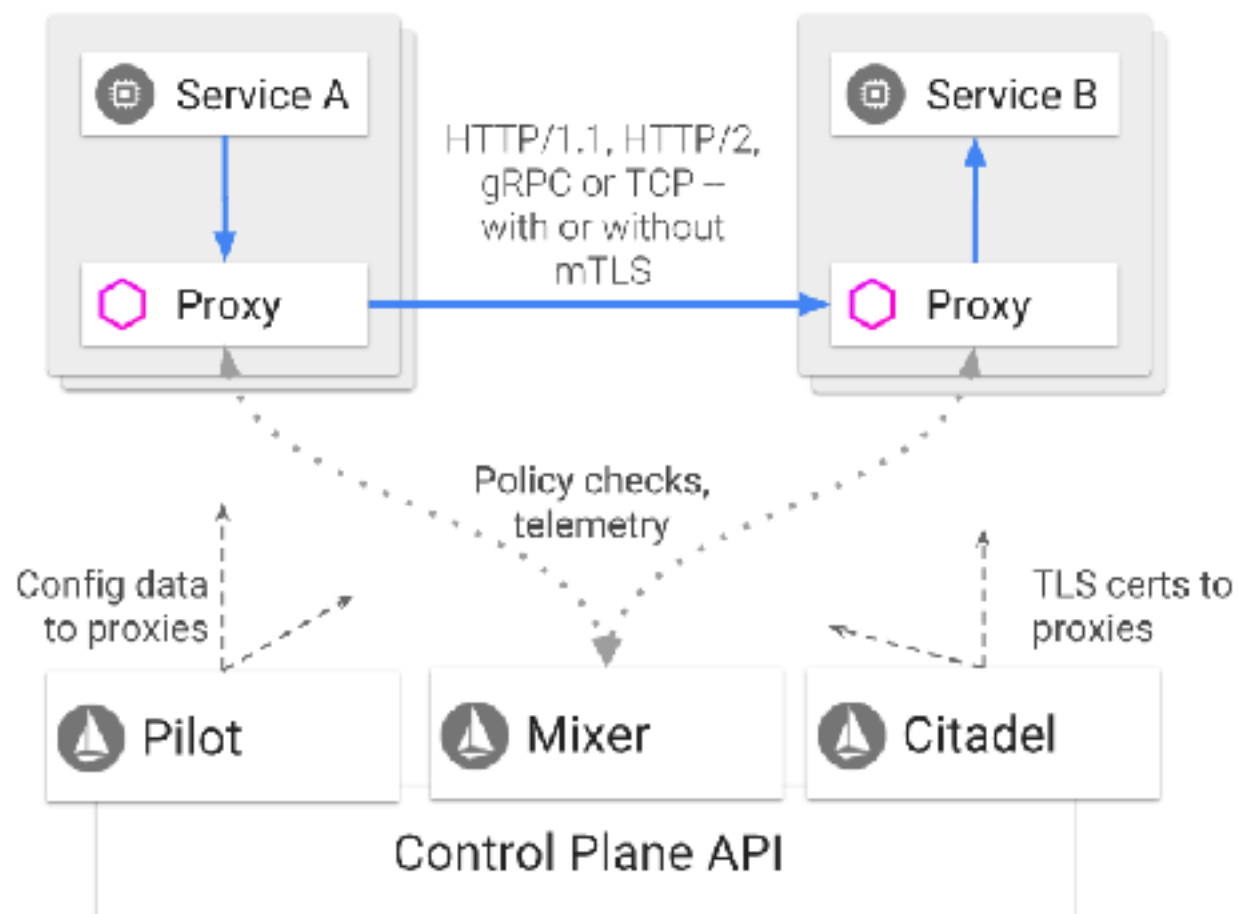 Service A
Service B
HTTP/1.1, HTTP/2,
gRPC or TCP –
with or without
mTLS
Proxy
Proxy
Policy checks,
telemetry
Config data
to proxies
TLS certs to
proxies
Pilot
Mixer
Citadel
Control Plane API